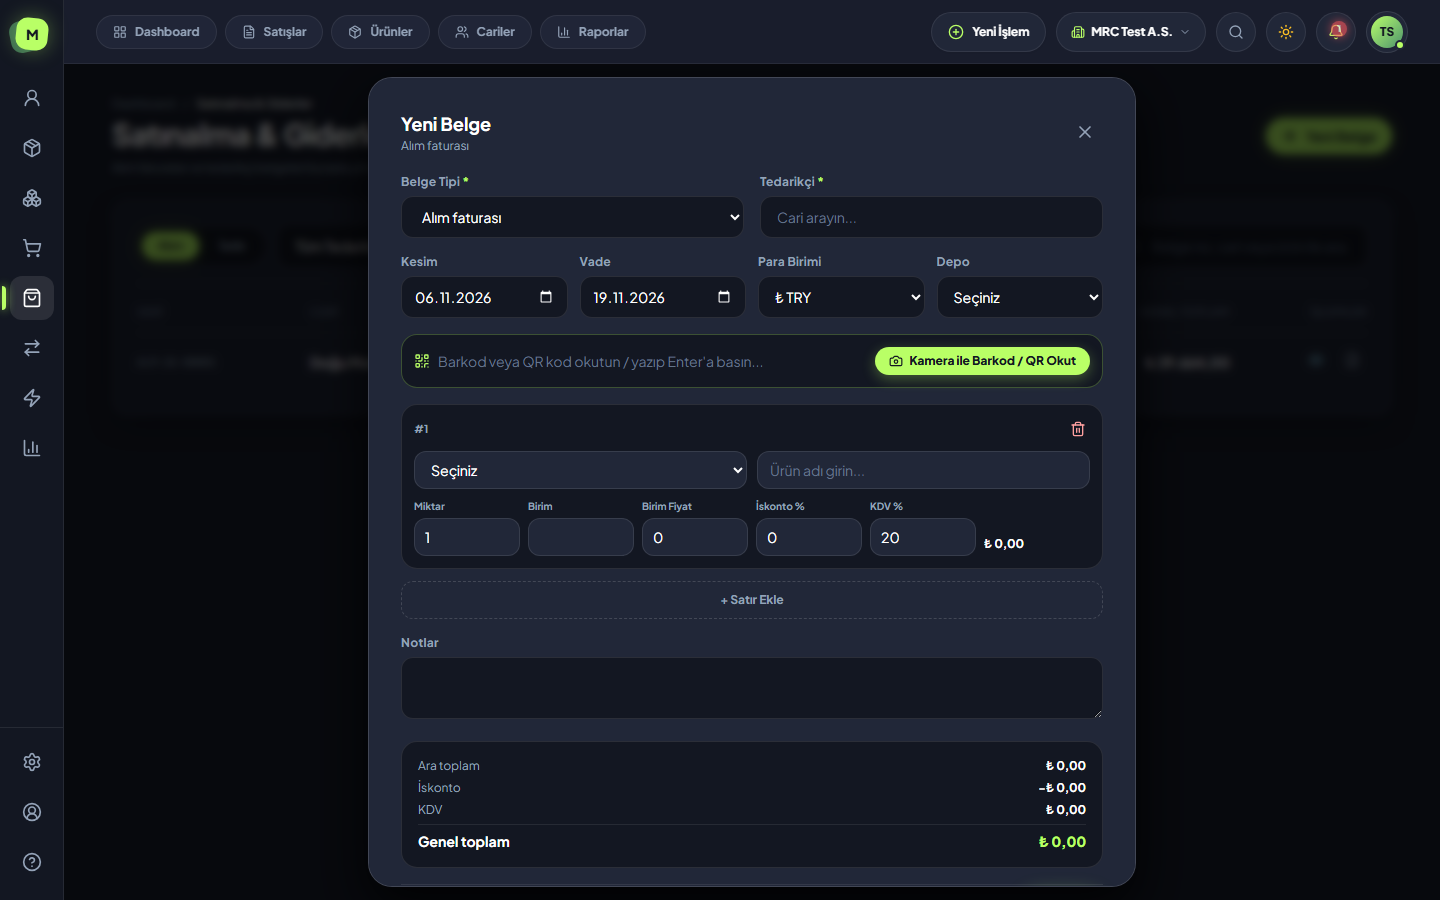 M
Dashboard
Satışlar
Ürünler
Cariler
Raporlar
Yeni İşlem
MRC Test A.S.
TS
Satınalma & Giderl
Yeni Belge
Alım faturası
Belge Tipi *
Tedarikçi *
Alım faturası
Cari arayın...
Kesim
Vade
Para Birimi
Depo
06.11.2026
19.11.2026
₺ TRY
Seçiniz
Barkod veya QR kod okutun / yazıp Enter'a basın...
Kamera ile Barkod / QR Okut
#1
Seçiniz
Ürün adı girin...
Miktar
Birim
Birim Fiyat
İskonto %
KDV %
1
0
0
20
₺ 0,00
+ Satır Ekle
Notlar
Ara toplam
₺ 0,00
İskonto
-₺ 0,00
KDV
₺ 0,00
Genel toplam
₺ 0,00